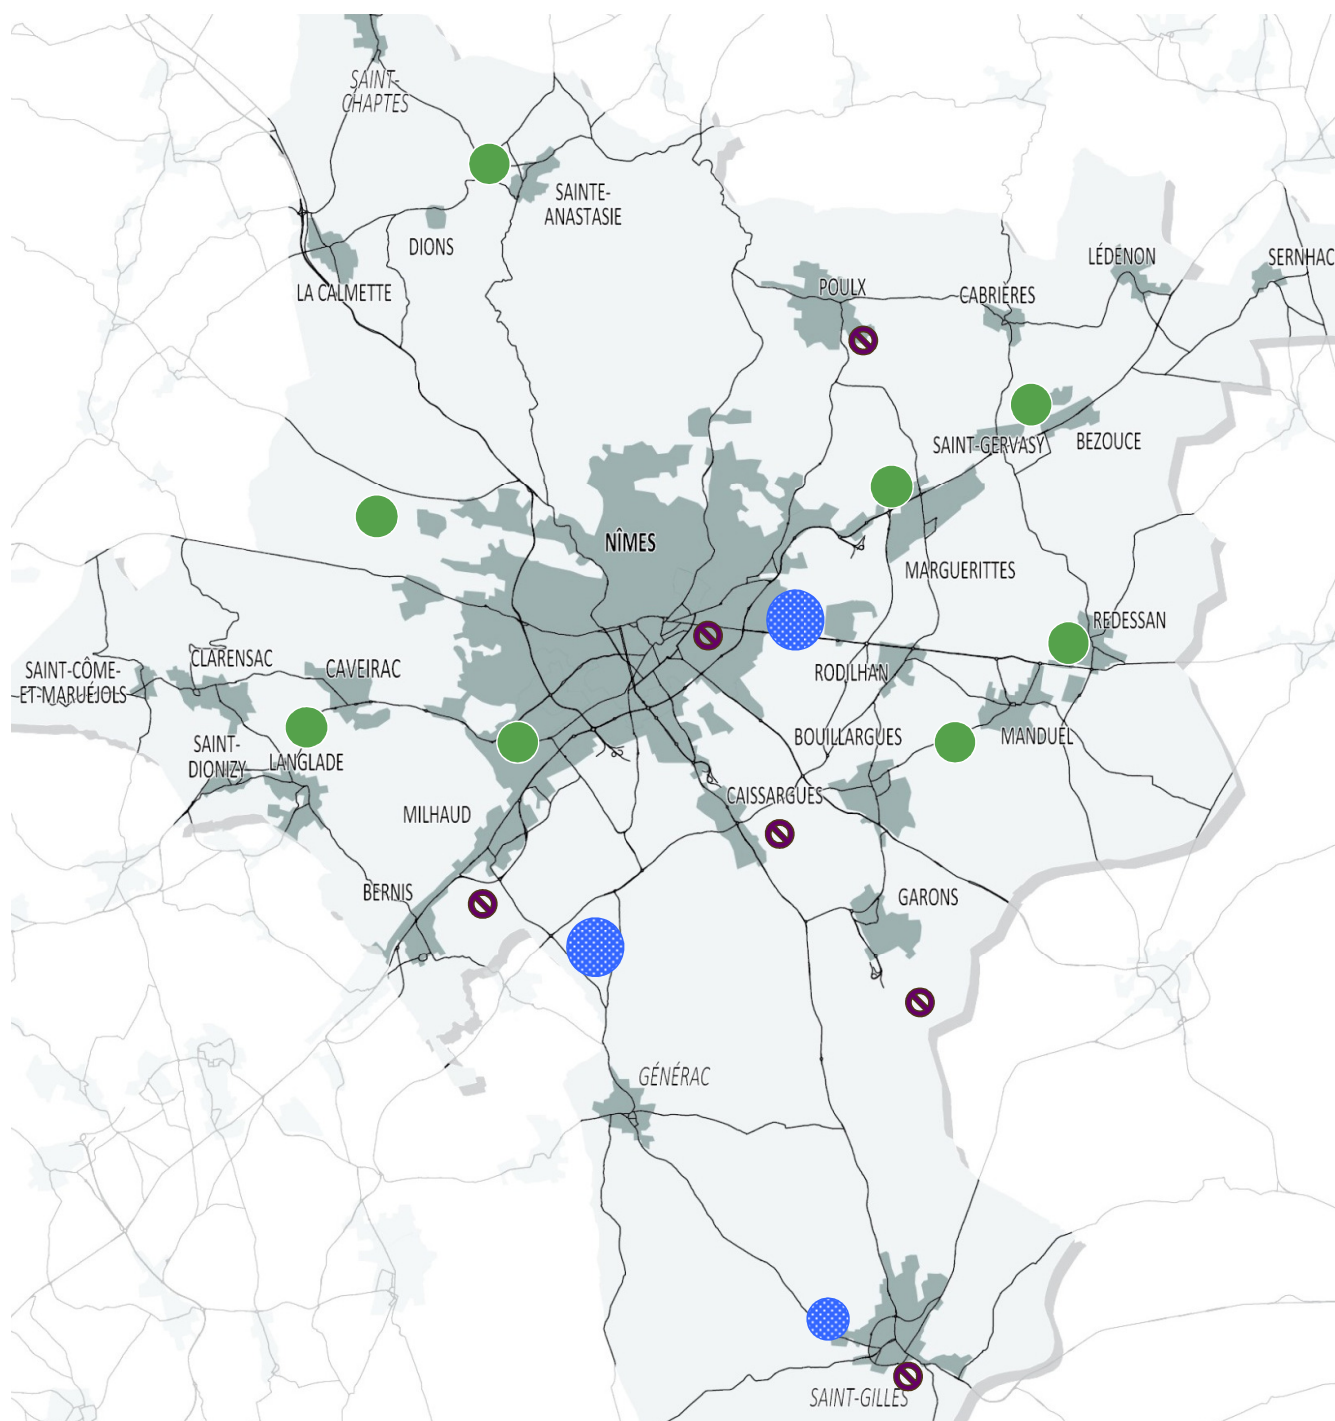 SAINT-
CHAPTES
SAINTE-
ANASTASIE
DIONS
LA CALMETTE
POULX
CABRIÈRES
LÉDENON
SERNHAC
SAINT-GERVASY
BEZOUCE
NÎMES
MARGUERITTES
REDESSAN
RODILHAN
SAINT-CÔME-
ET-MARUÉJOLS
CLARENSAC
CAVEIRAC
SAINT-
DIONIZY
LANGLADE
BOUILLARGUES
MANDUEL
MILHAUD
CAISSARGUES
BERNIS
GARONS
GÉNÉRAC
SAINT-GILLES